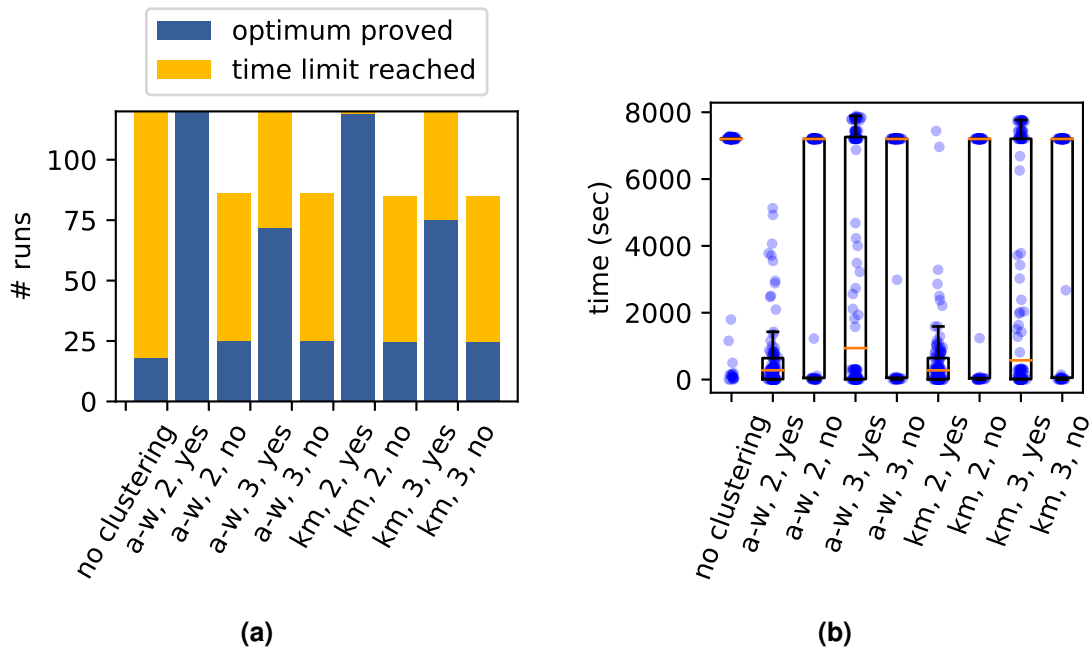 optimum proved
time limit reached
100
75
50
25
0
# runs
no clustering
a-w, 2, yes
a-w, 2, no
a-w, 3, yes
a-w, 3, no
km, 2, yes
km, 2, no
km, 3, yes
km, 3, no
(a)
8000
6000
4000
2000
0
time (sec)
no clustering
a-w, 2, yes
a-w, 2, no
a-w, 3, yes
a-w, 3, no
km, 2, yes
km, 2, no
km, 3, yes
km, 3, no
(b)